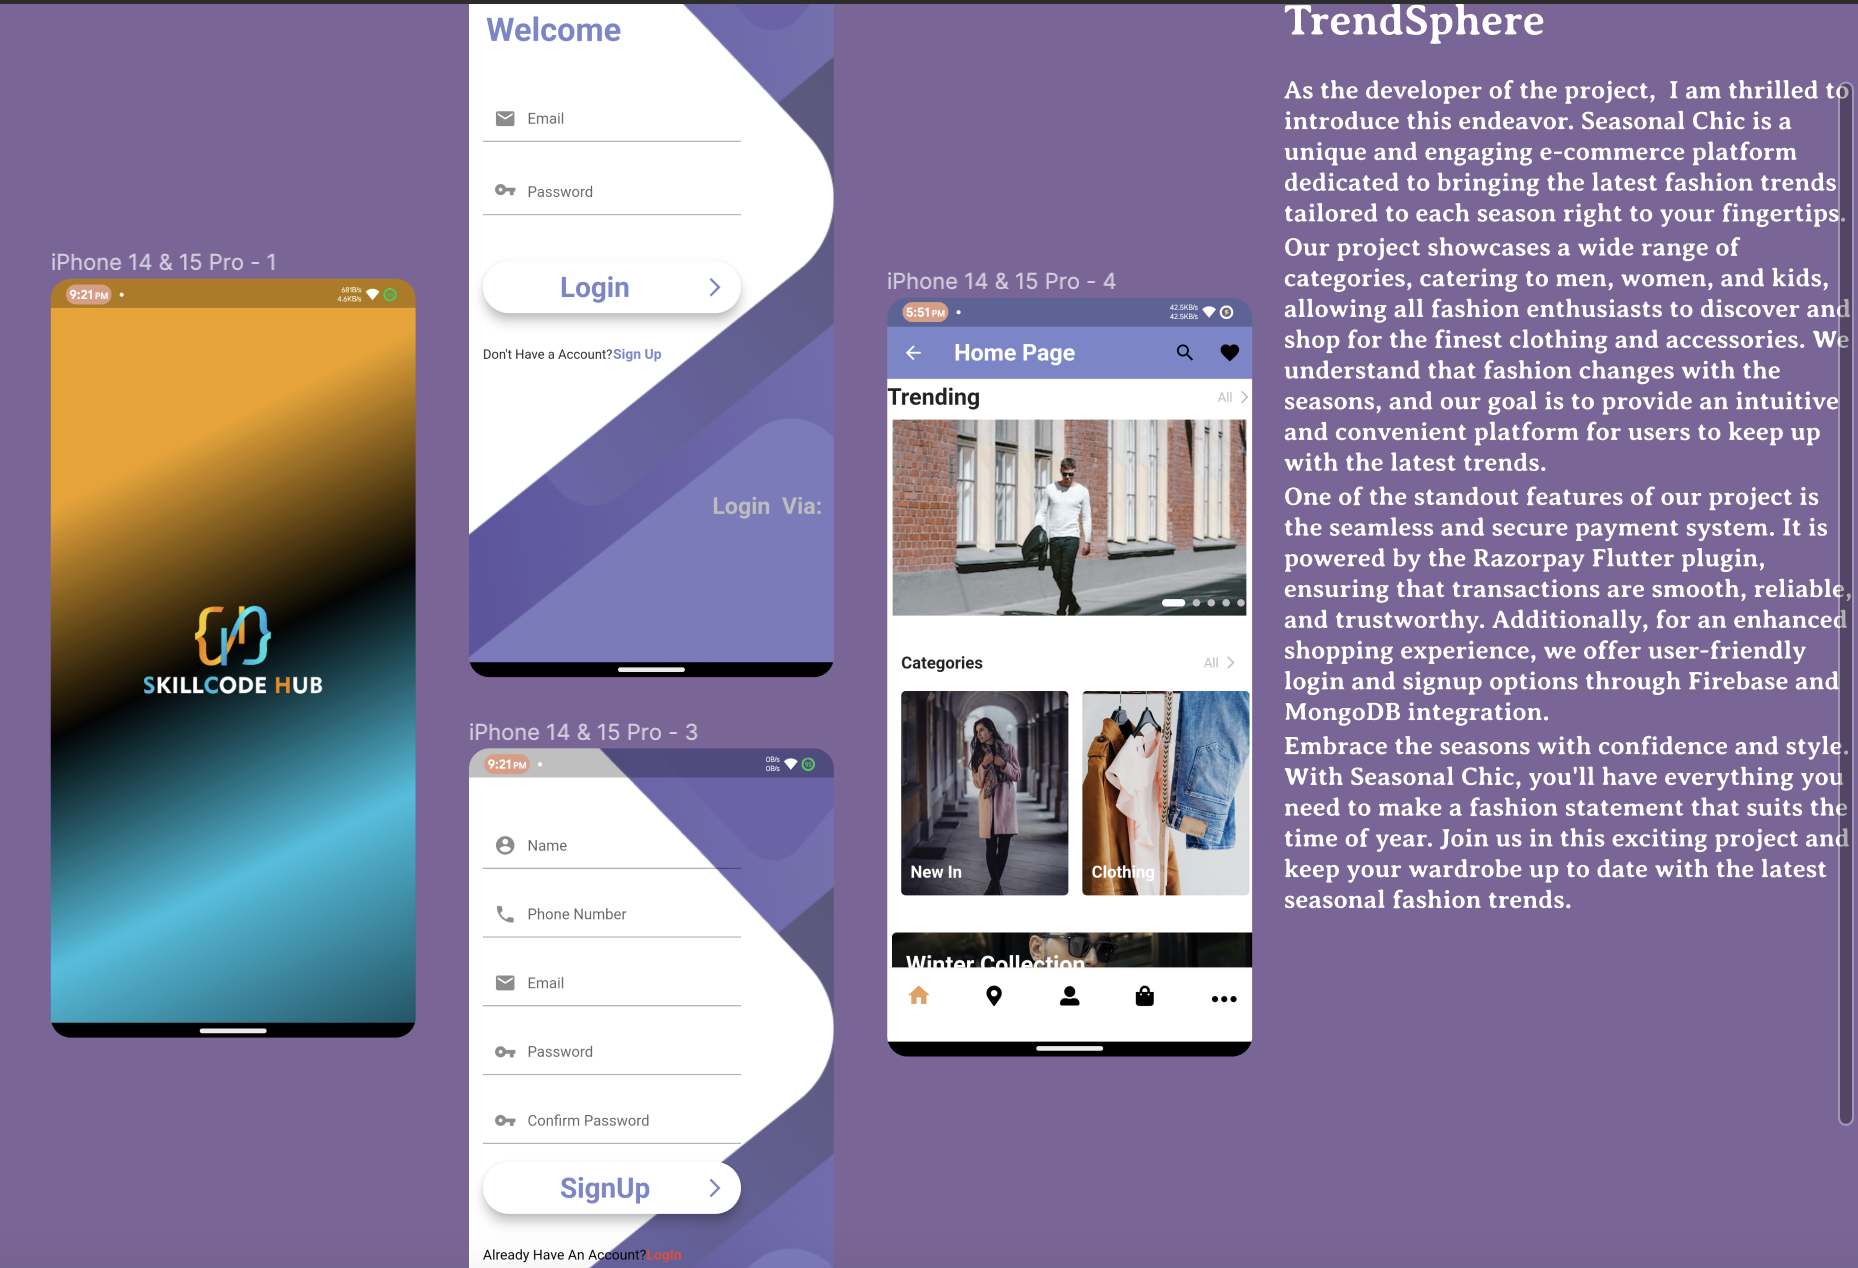 iPhone 14 & 15 Pro - 1
9:21 PM
681B/s
4.6KB/s
SKILLCODE HUB
Welcome
Email
Password
Login
Don't Have a Account?Sign Up
Login Via:
iPhone 14 & 15 Pro - 3
9:21 PM
0B/s
0B/s
Name
Phone Number
Email
Password
Confirm Password
SignUp
Already Have An Account?Login
iPhone 14 & 15 Pro - 4
5:51 PM
42.5KB/s
42.5KB/s
Home Page
Trending
All
Categories
All
New In
Clothing
Winter Collection
TrendSphere
As the developer of the project, I am thrilled to
introduce this endeavor. Seasonal Chic is a
unique and engaging e-commerce platform
dedicated to bringing the latest fashion trends
tailored to each season right to your fingertips.
Our project showcases a wide range of
categories, catering to men, women, and kids,
allowing all fashion enthusiasts to discover and
shop for the finest clothing and accessories. We
understand that fashion changes with the
seasons, and our goal is to provide an intuitive
and convenient platform for users to keep up
with the latest trends.
One of the standout features of our project is
the seamless and secure payment system. It is
powered by the Razorpay Flutter plugin,
ensuring that transactions are smooth, reliable,
and trustworthy. Additionally, for an enhanced
shopping experience, we offer user-friendly
login and signup options through Firebase and
MongoDB integration.
Embrace the seasons with confidence and style.
With Seasonal Chic, you'll have everything you
need to make a fashion statement that suits the
time of year. Join us in this exciting project and
keep your wardrobe up to date with the latest
seasonal fashion trends.